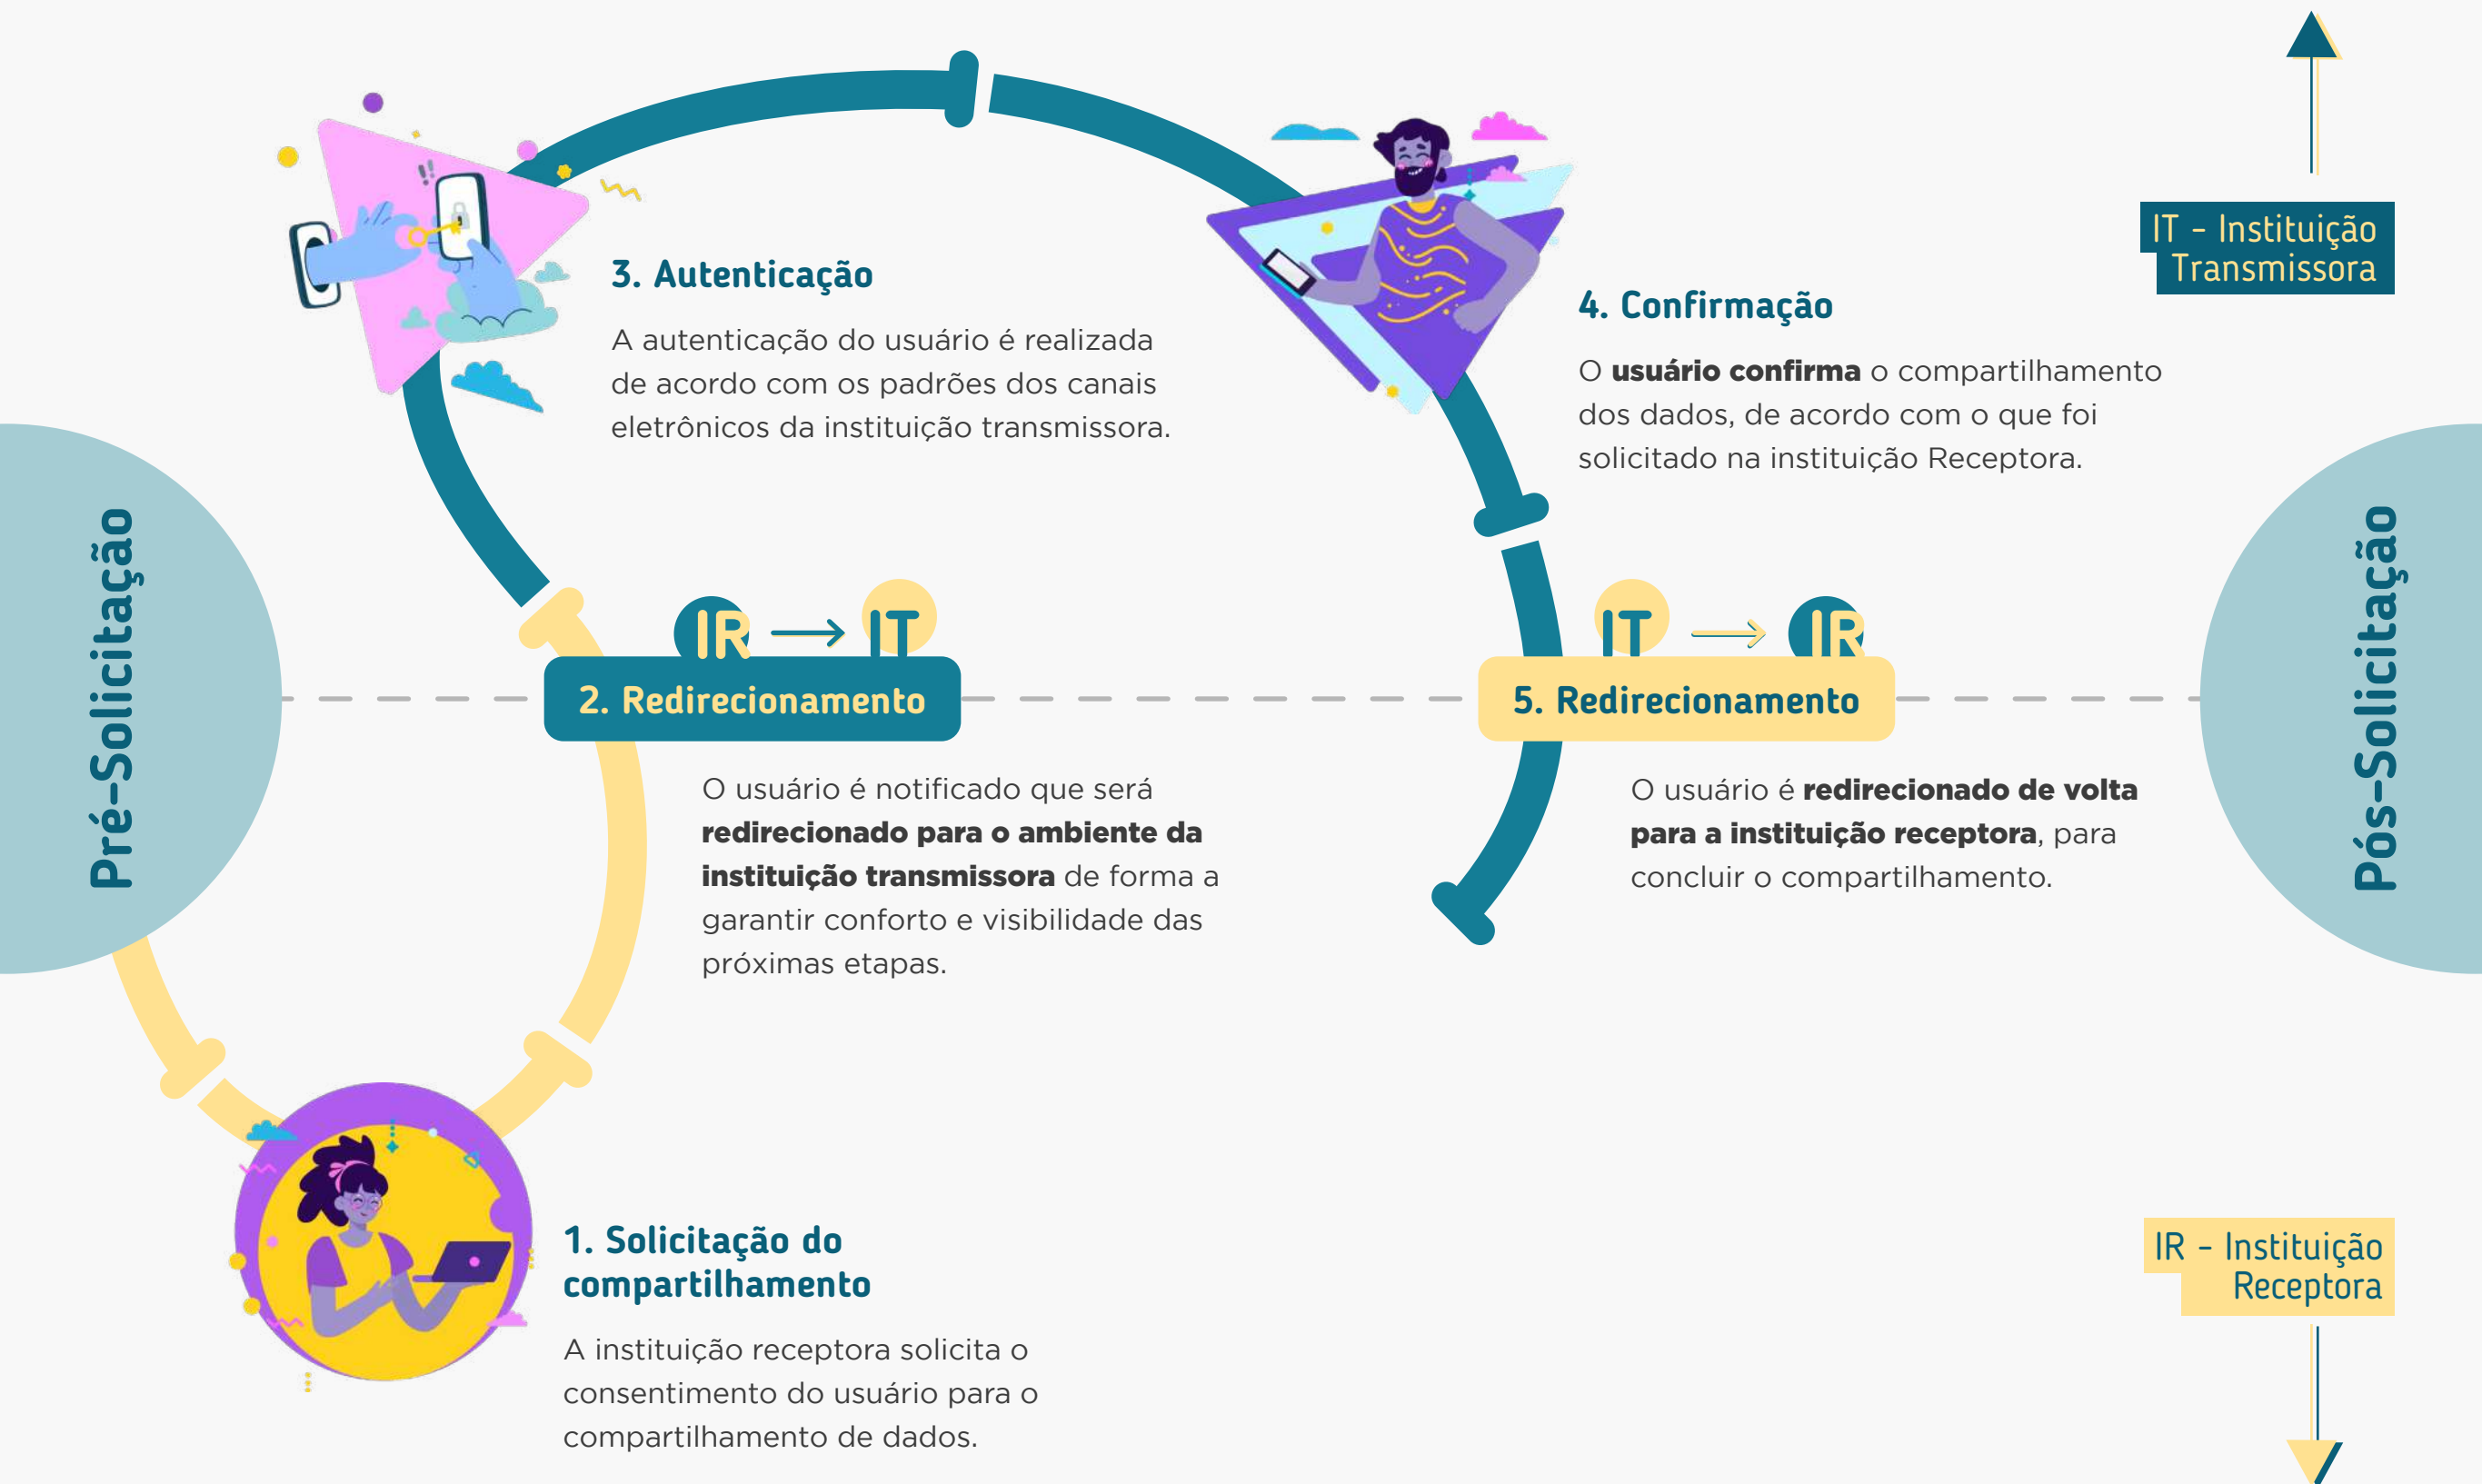 Pré-Solicitação
1. Solicitação do
compartilhamento
A instituição receptora solicita o
consentimento do usuário para o
compartilhamento de dados.
IR → IT
2. Redirecionamento
O usuário é notificado que será
redirecionado para o ambiente da
instituição transmissora de forma a
garantir conforto e visibilidade das
próximas etapas.
3. Autenticação
A autenticação do usuário é realizada
de acordo com os padrões dos canais
eletrônicos da instituição transmissora.
4. Confirmação
O usuário confirma o compartilhamento
dos dados, de acordo com o que foi
solicitado na instituição Receptora.
IT → IR
5. Redirecionamento
O usuário é redirecionado de volta
para a instituição receptora, para
concluir o compartilhamento.
Pós-Solicitação
IT - Instituição
Transmissora
IR - Instituição
Receptora